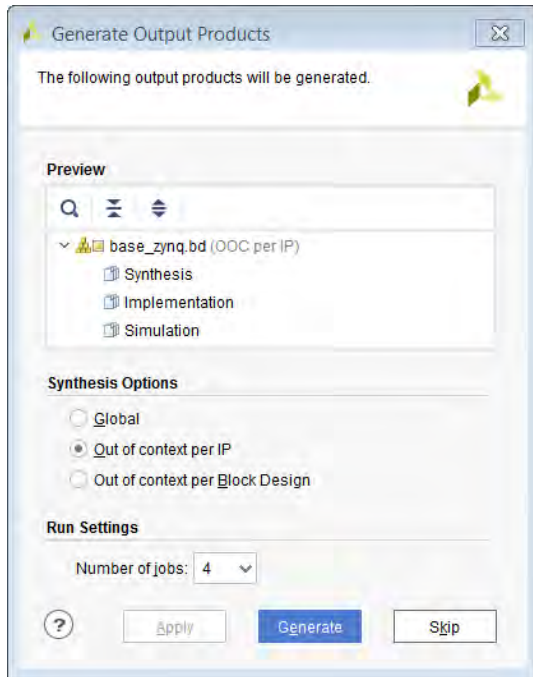 Generate Output Products
The following output products will be generated.
Preview
base_zynq.bd (OOC per IP)
Synthesis
Implementation
Simulation
Synthesis Options
Global
Out of context per IP
Out of context per Block Design
Run Settings
Number of jobs: 4
? Apply Generate Skip